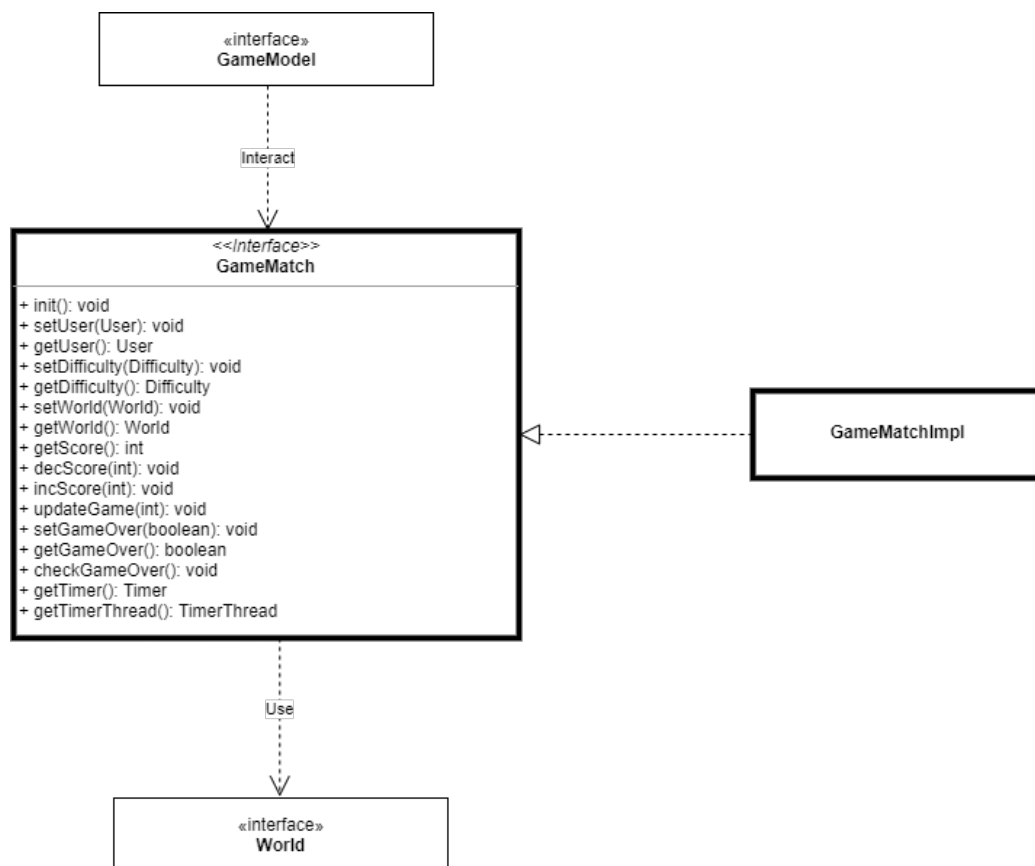 «interface»
GameModel
Interact
<<Interface>>
GameMatch
+ init(): void
+ setUser(User): void
+ getUser(): User
+ setDifficulty(Difficulty): void
+ getDifficulty(): Difficulty
+ setWorld(World): void
+ getWorld(): World
+ getScore(): int
+ decScore(int): void
+ incScore(int): void
+ updateGame(int): void
+ setGameOver(boolean): void
+ getGameOver(): boolean
+ checkGameOver(): void
+ getTimer(): Timer
+ getTimerThread(): TimerThread
GameMatchImpl
Use
«interface»
World